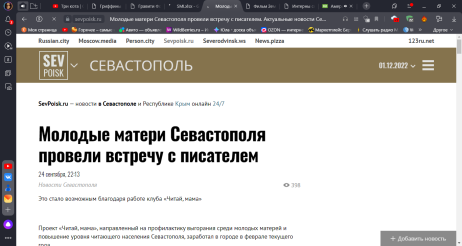 sevpoisk.ru Молодые матери Севастополя провели встречу с писателем. Актуальные новости Се...
Russian.city Moscow.media Person.city Sevpoisk.ru Severodvinsk.ws News.pizza 123ru.net
SEV
ПОИСК
СЕВАСТОПОЛЬ
01.12.2022
SevPoisk.ru — новости в Севастополе и Республике Крым онлайн 24/7
Молодые матери Севастополя
провели встречу с писателем
24 сентября, 22:13
Новости Севастополя
398
Это стало возможным благодаря работе клуба «Читай, мама»
Проект «Читай, мама», направленный на профилактику выгорания среди молодых матерей и
повышение уровня читающего населения Севастополя, заработал в городе в феврале текущего
года.
+ Добавить новость